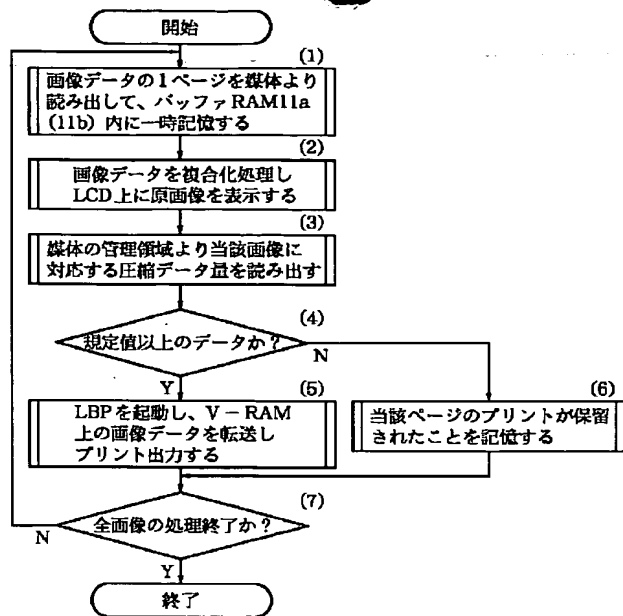 開始
(1)
画像データの1ページを媒体より
読み出して、バッファRAM11a
(11b)内に一時記憶する
(2)
画像データを複合化処理し
LCD上に原画像を表示する
(3)
媒体の管理領域より当該画像に
対応する圧縮データ量を読み出す
(4)
規定値以上のデータか?
N
Y
(5)
LBPを起動し、V-RAM
上の画像データを転送し
プリント出力する
(6)
当該ページのプリントが保留
されたことを記憶する
(7)
全画像の処理終了か?
N
Y
終了